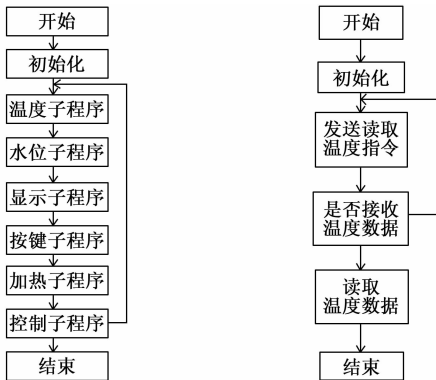 开始
初始化
温度子程序
水位子程序
显示子程序
按键子程序
加热子程序
控制子程序
结束
开始
初始化
发送读取
温度指令
是否接收
温度数据
读取
温度数据
结束